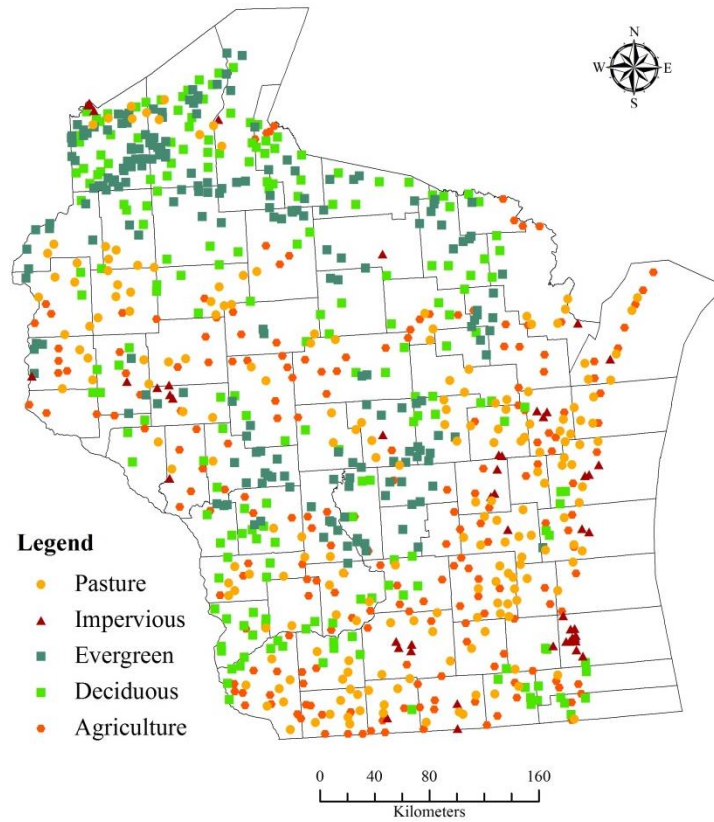 N
W E
S
Legend
Pasture
Impervious
Evergreen
Deciduous
Agriculture
0 40 80 160
Kilometers